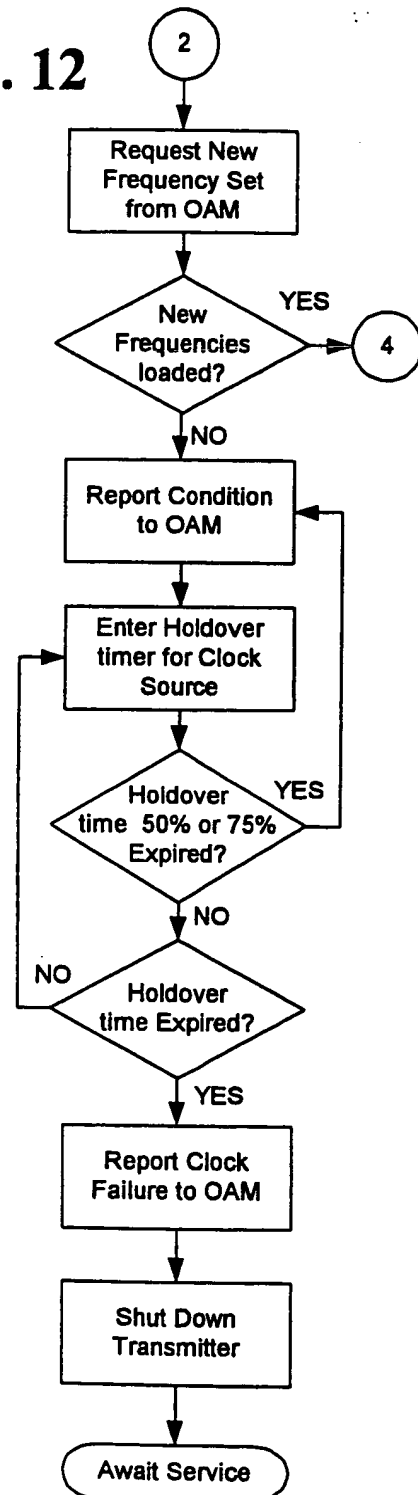 . 12
2
Request New
Frequency Set
from OAM
YES
New
Frequencies
loaded?
4
NO
Report Condition
to OAM
Enter Holdover
timer for Clock
Source
Holdover
time 50% or 75%
Expired?
YES
NO
NO
Holdover
time Expired?
YES
Report Clock
Failure to OAM
Shut Down
Transmitter
Await Service